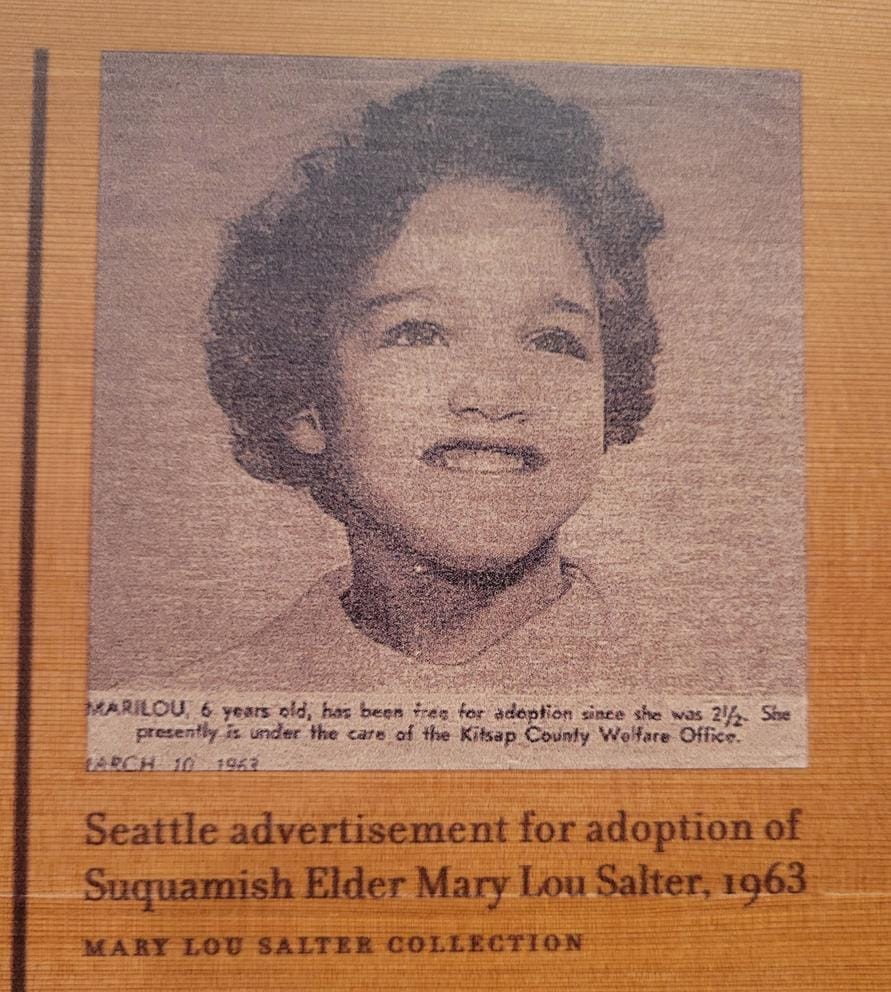 MARILOU, 6 years old, has been free for adoption since she was 2½. She
presently is under the care of the Kitsap County Welfare Office.
MARCH 10 1963
Seattle advertisement for adoption of
Suquamish Elder Mary Lou Salter, 1963
MARY LOU SALTER COLLECTION